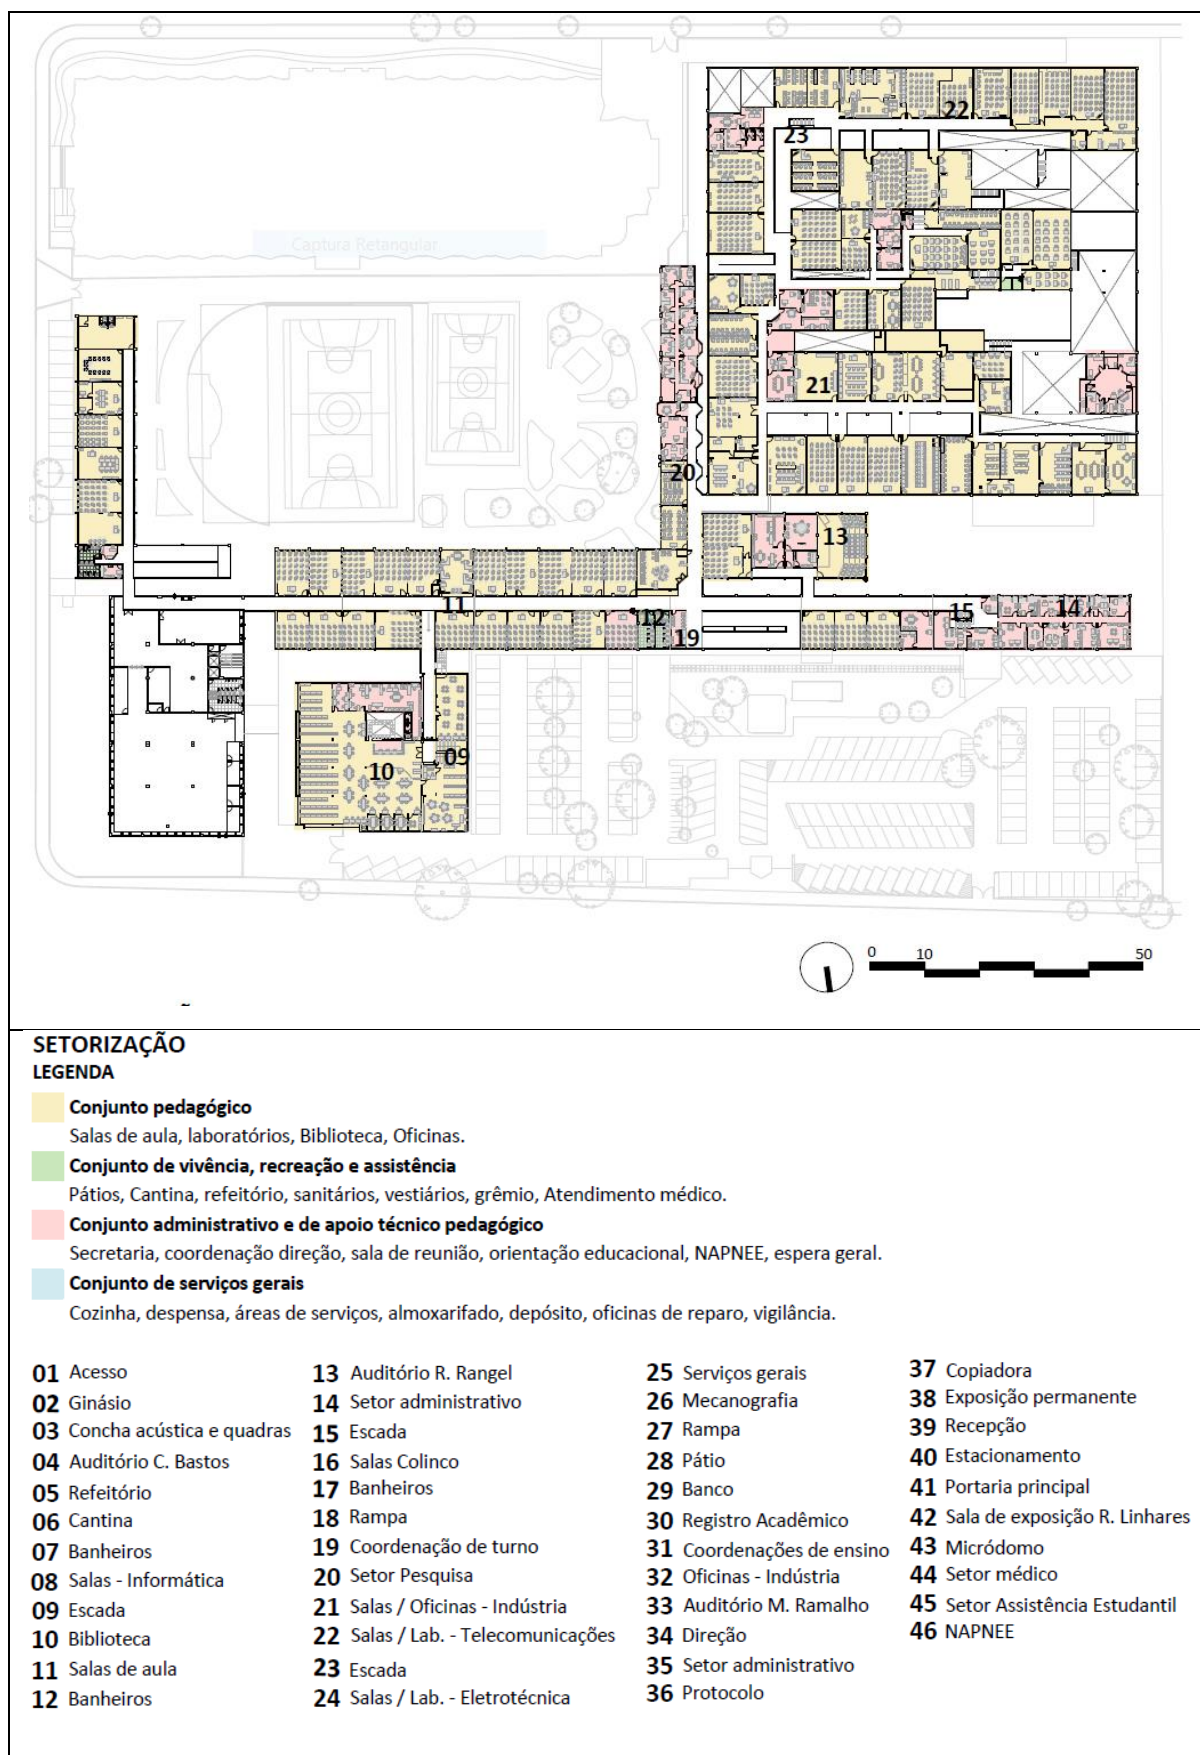 22
23
Captura Retangular
21
20
13
11
12
15
14
19
09
10
0 10 50
SETORIZAÇÃO
LEGENDA
Conjunto pedagógico
Salas de aula, laboratórios, Biblioteca, Oficinas.
Conjunto de vivência, recreação e assistência
Pátios, Cantina, refeitório, sanitários, vestiários, grêmio, Atendimento médico.
Conjunto administrativo e de apoio técnico pedagógico
Secretaria, coordenação direção, sala de reunião, orientação educacional, NAPNEE, espera geral.
Conjunto de serviços gerais
Cozinha, despensa, áreas de serviços, almoxarifado, depósito, oficinas de reparo, vigilância.
01 Acesso
02 Ginásio
03 Concha acústica e quadras
04 Auditório C. Bastos
05 Refeitório
06 Cantina
07 Banheiros
08 Salas - Informática
09 Escada
10 Biblioteca
11 Salas de aula
12 Banheiros
13 Auditório R. Rangel
14 Setor administrativo
15 Escada
16 Salas Colinco
17 Banheiros
18 Rampa
19 Coordenação de turno
20 Setor Pesquisa
21 Salas / Oficinas - Indústria
22 Salas / Lab. - Telecomunicações
23 Escada
24 Salas / Lab. - Eletrotécnica
25 Serviços gerais
26 Mecanografia
27 Rampa
28 Pátio
29 Banco
30 Registro Acadêmico
31 Coordenações de ensino
32 Oficinas - Indústria
33 Auditório M. Ramalho
34 Direção
35 Setor administrativo
36 Protocolo
37 Copiadora
38 Exposição permanente
39 Recepção
40 Estacionamento
41 Portaria principal
42 Sala de exposição R. Linhares
43 Micródomo
44 Setor médico
45 Setor Assistência Estudantil
46 NAPNEE